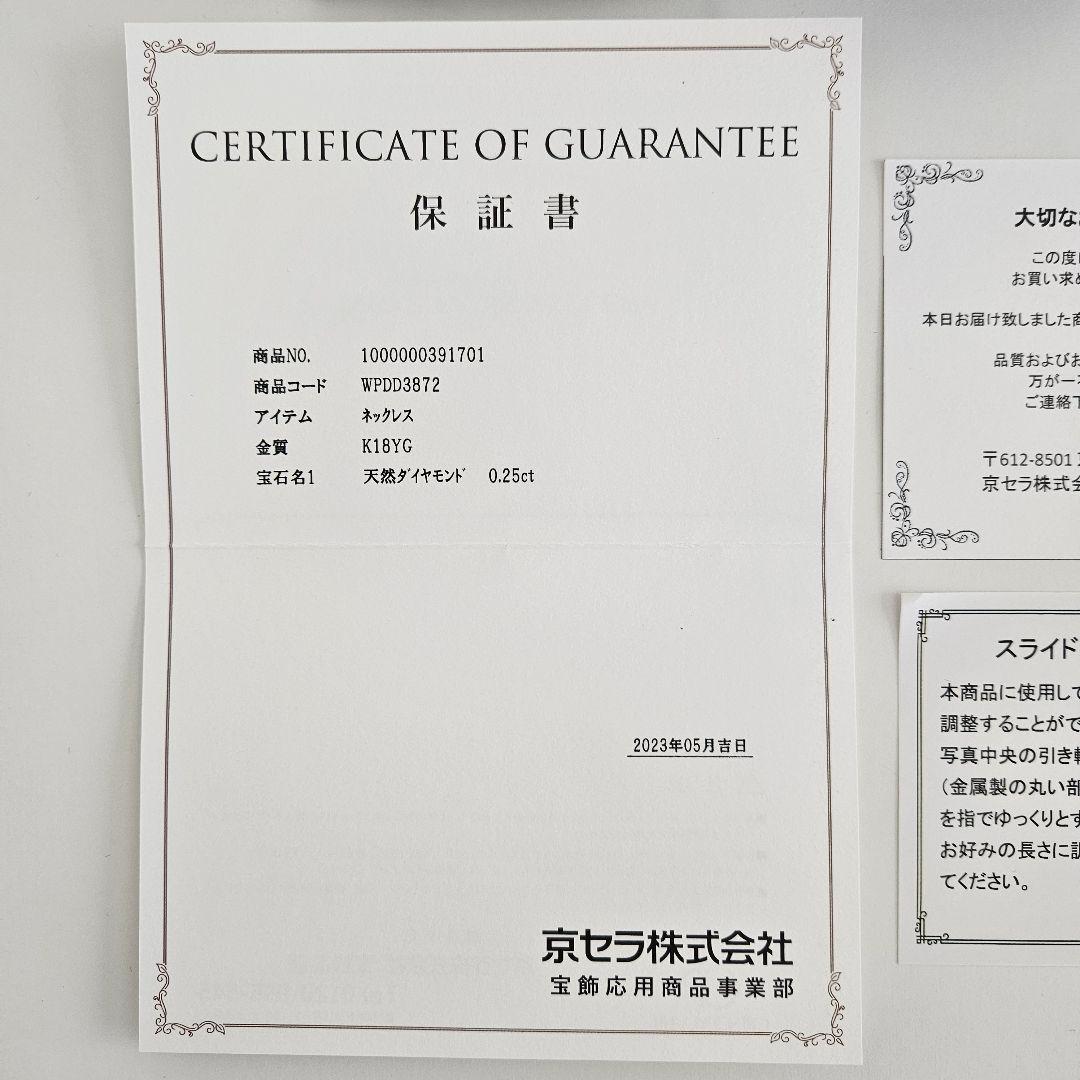 CERTIFICATE OF GUARANTEE
保証書
商品NO. 1000000391701
商品コード WPDD3872
アイテム ネックレス
金質 K18YG
宝石名1 天然ダイヤモンド 0.25ct
2023年05月吉日
京セラ株式会社
宝飾応用商品事業部
大切な
この度
お買い求め
本日お届け致しました商
品質およびお
万が一
ご連絡
〒612-8501
京セラ株式会
スライド
本商品に使用して
調整することがで
写真中央の引き
(金属製の丸い部
を指でゆっくりとす
お好みの長さに調
てください。